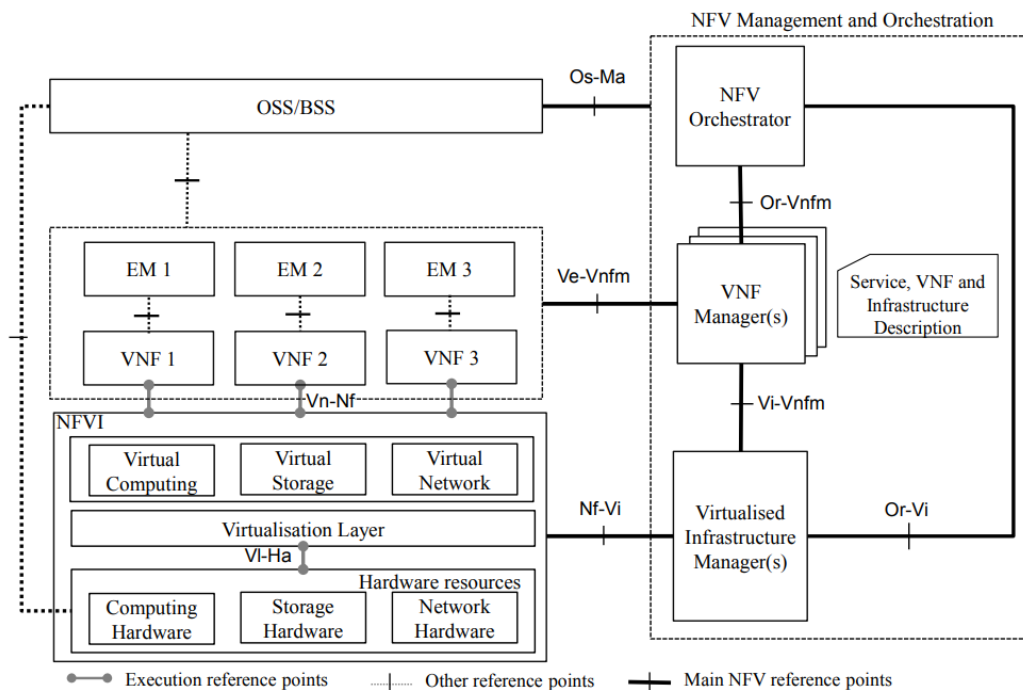 NFV Management and Orchestration
Os-Ma
OSS/BSS
NFV
Orchestrator
Or-Vnfm
EM 1
EM 2
EM 3
Ve-Vnfm
VNF
Manager(s)
Service, VNF and
Infrastructure
Description
VNF 1
VNF 2
VNF 3
Vn-Nf
Vi-Vnfm
NFVI
Virtual
Computing
Virtual
Storage
Virtual
Network
Nf-Vi
Virtualised
Infrastructure
Manager(s)
Or-Vi
Virtualisation Layer
Vl-Ha
Hardware resources
Computing
Hardware
Storage
Hardware
Network
Hardware
Execution reference points
Other reference points
Main NFV reference points